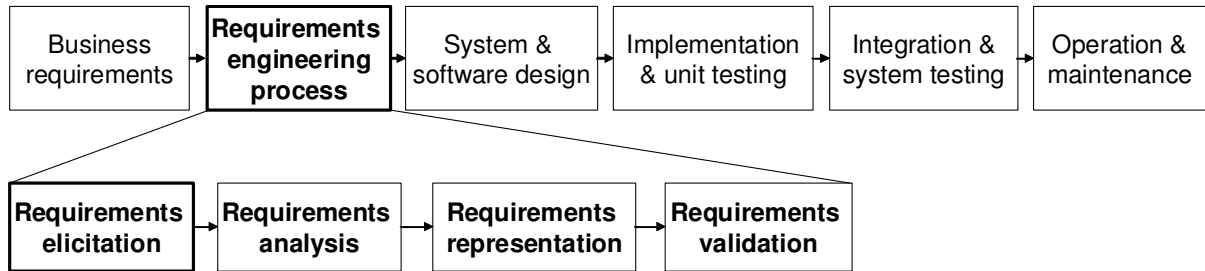 Business
requirements
Requirements
engineering
process
System &
software design
Implementation
& unit testing
Integration &
system testing
Operation &
maintenance
Requirements
elicitation
Requirements
analysis
Requirements
representation
Requirements
validation